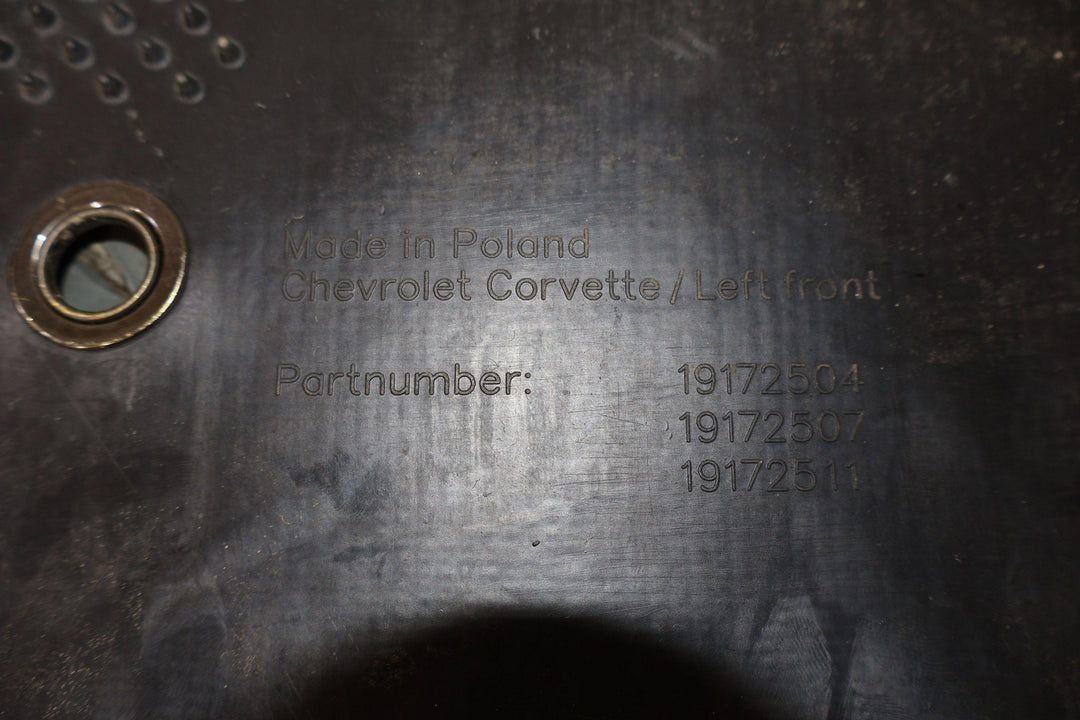 Made in Poland
Chevrolet Corvette / Left front
Partnumber: 19172504
19172507
19172511